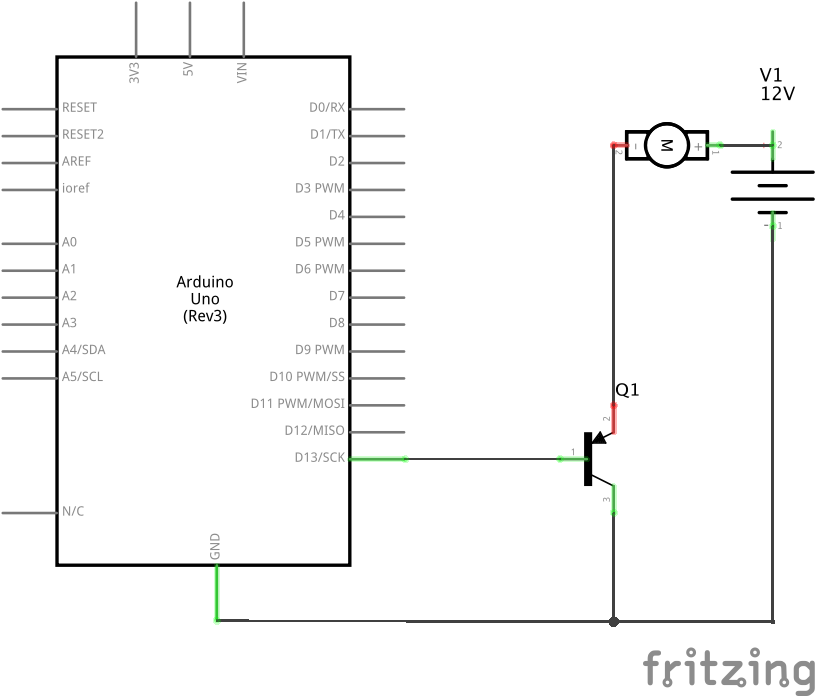 3V3
5V
VIN
RESET
RESET2
AREF
ioref
A0
A1
A2
A3
A4/SDA
A5/SCL
N/C
Arduino
Uno
(Rev3)
D0/RX
D1/TX
D2
D3 PWM
D4
D5 PWM
D6 PWM
D7
D8
D9 PWM
D10 PWM/SS
D11 PWM/MOSI
D12/MISO
D13/SCK
GND
V1
12V
2
- M +
1
2
- 1
Q1
2
1
3
fritzing